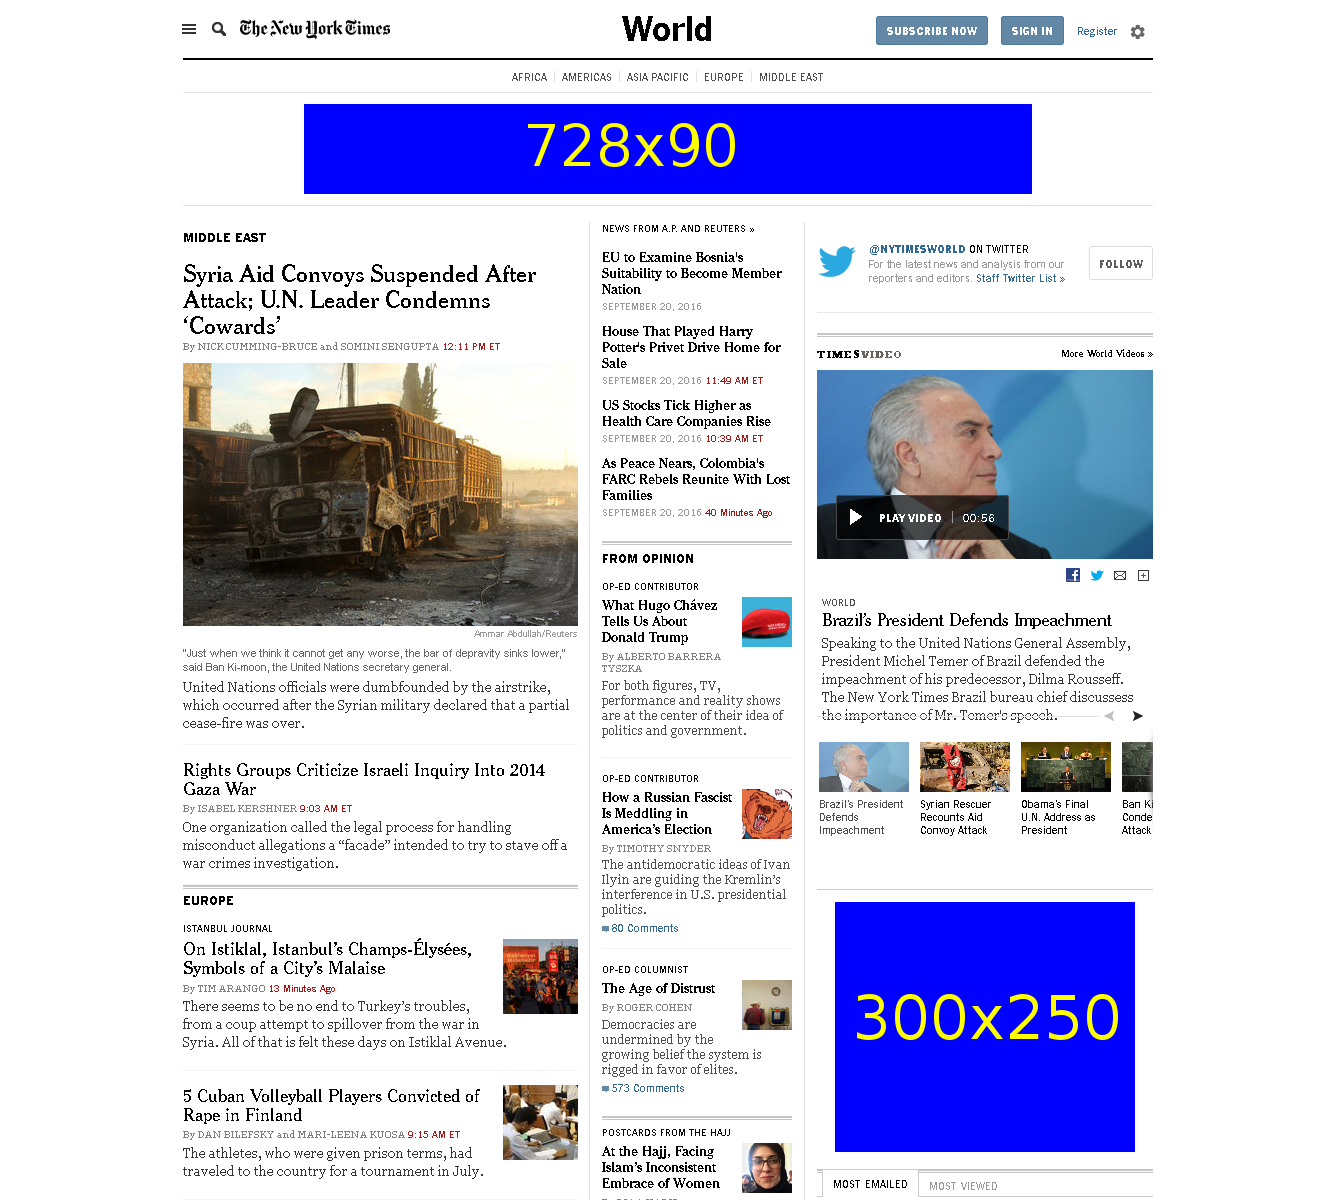 The New York Times
World
SUBSCRIBE NOW
SIGN IN
Register
AFRICA
AMERICAS
ASIA PACIFIC
EUROPE
MIDDLE EAST
728x90
MIDDLE EAST
Syria Aid Convoys Suspended After
Attack; U.N. Leader Condemns
‘Cowards’
By NICK CUMMING-BRUCE and SOMINI SENGUPTA 12:11 PM ET
Ammar Abdullah/Reuters
"Just when we think it cannot get any worse, the bar of depravity sinks lower,"
said Ban Ki-moon, the United Nations secretary general.
United Nations officials were dumbfounded by the airstrike,
which occurred after the Syrian military declared that a partial
cease-fire was over.
Rights Groups Criticize Israeli Inquiry Into 2014
Gaza War
By ISABEL KERSHNER 9:03 AM ET
One organization called the legal process for handling
misconduct allegations a “facade” intended to try to stave off a
war crimes investigation.
EUROPE
ISTANBUL JOURNAL
On Istiklal, Istanbul’s Champs-Élysées,
Symbols of a City’s Malaise
By TIM ARANGO 13 Minutes Ago
There seems to be no end to Turkey’s troubles,
from a coup attempt to spillover from the war in
Syria. All of that is felt these days on Istiklal Avenue.
5 Cuban Volleyball Players Convicted of
Rape in Finland
By DAN BILEFSKY and MARI-LEENA KUOSA 9:15 AM ET
The athletes, who were given prison terms, had
traveled to the country for a tournament in July.
NEWS FROM A.P. AND REUTERS »
EU to Examine Bosnia's
Suitability to Become Member
Nation
SEPTEMBER 20, 2016
House That Played Harry
Potter's Privet Drive Home for
Sale
SEPTEMBER 20, 2016 11:49 AM ET
US Stocks Tick Higher as
Health Care Companies Rise
SEPTEMBER 20, 2016 10:39 AM ET
As Peace Nears, Colombia's
FARC Rebels Reunite With Lost
Families
SEPTEMBER 20, 2016 40 Minutes Ago
FROM OPINION
OP-ED CONTRIBUTOR
What Hugo Chávez
Tells Us About
Donald Trump
By ALBERTO BARRERA
TYSZKA
For both figures, TV,
performance and reality shows
are at the center of their idea of
politics and government.
OP-ED CONTRIBUTOR
How a Russian Fascist
Is Meddling in
America’s Election
By TIMOTHY SNYDER
The antidemocratic ideas of Ivan
Ilyin are guiding the Kremlin’s
interference in U.S. presidential
politics.
80 Comments
OP-ED COLUMNIST
The Age of Distrust
By ROGER COHEN
Democracies are
undermined by the
growing belief the system is
rigged in favor of elites.
573 Comments
POSTCARDS FROM THE HAJJ
At the Hajj, Facing
Islam’s Inconsistent
Embrace of Women
@NYTIMESWORLD ON TWITTER
For the latest news and analysis from our
reporters and editors. Staff Twitter List »
FOLLOW
TIMESVIDEO
More World Videos »
PLAY VIDEO
00:56
WORLD
Brazil’s President Defends Impeachment
Speaking to the United Nations General Assembly,
President Michel Temer of Brazil defended the
impeachment of his predecessor, Dilma Rousseff.
The New York Times Brazil bureau chief discussess
the importance of Mr. Temer's speech.
Brazil’s President
Defends
Impeachment
Syrian Rescuer
Recounts Aid
Convoy Attack
Obama’s Final
U.N. Address as
President
Ban Ki
Conde
Attack
300x250
MOST EMAILED
MOST VIEWED